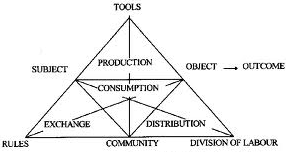 TOOLS
PRODUCTION
SUBJECT
OBJECT → OUTCOME
CONSUMPTION
EXCHANGE
DISTRIBUTION
RULES
COMMUNITY
DIVISION OF LABOUR